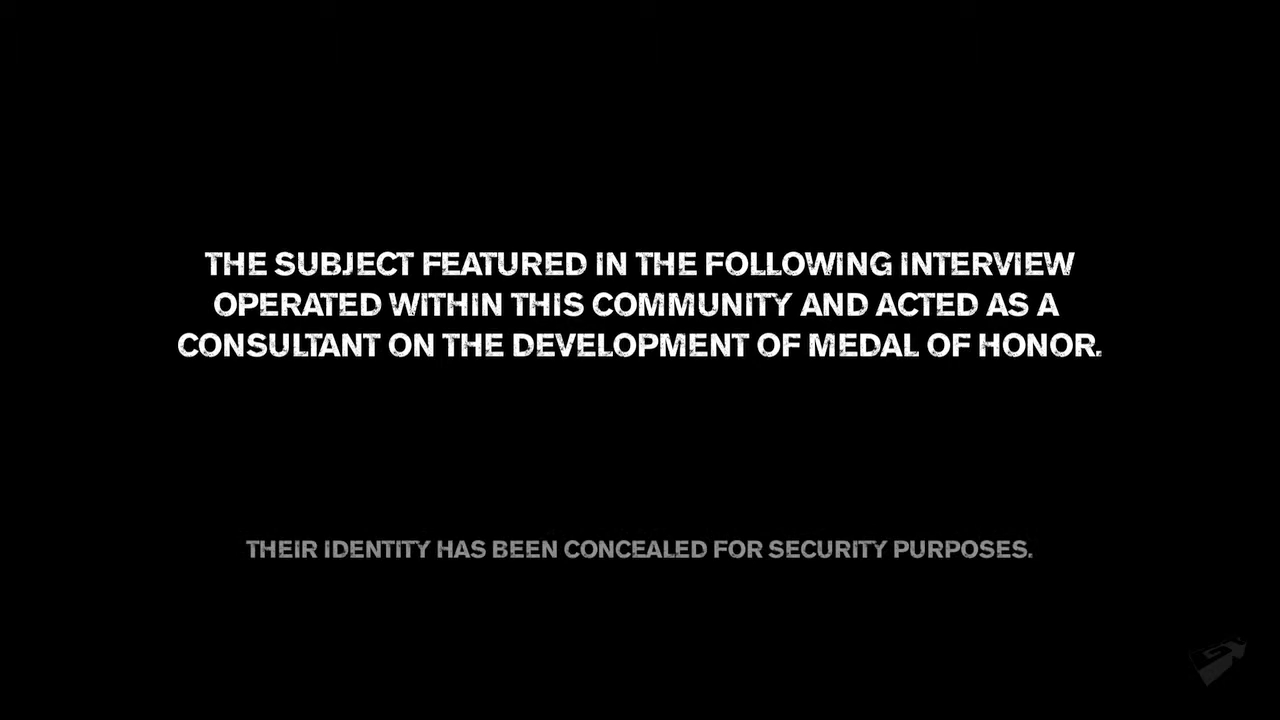 THE SUBJECT FEATURED IN THE FOLLOWING INTERVIEW
OPERATED WITHIN THIS COMMUNITY AND ACTED AS A
CONSULTANT ON THE DEVELOPMENT OF MEDAL OF HONOR.
THEIR IDENTITY HAS BEEN CONCEALED FOR SECURITY PURPOSES.